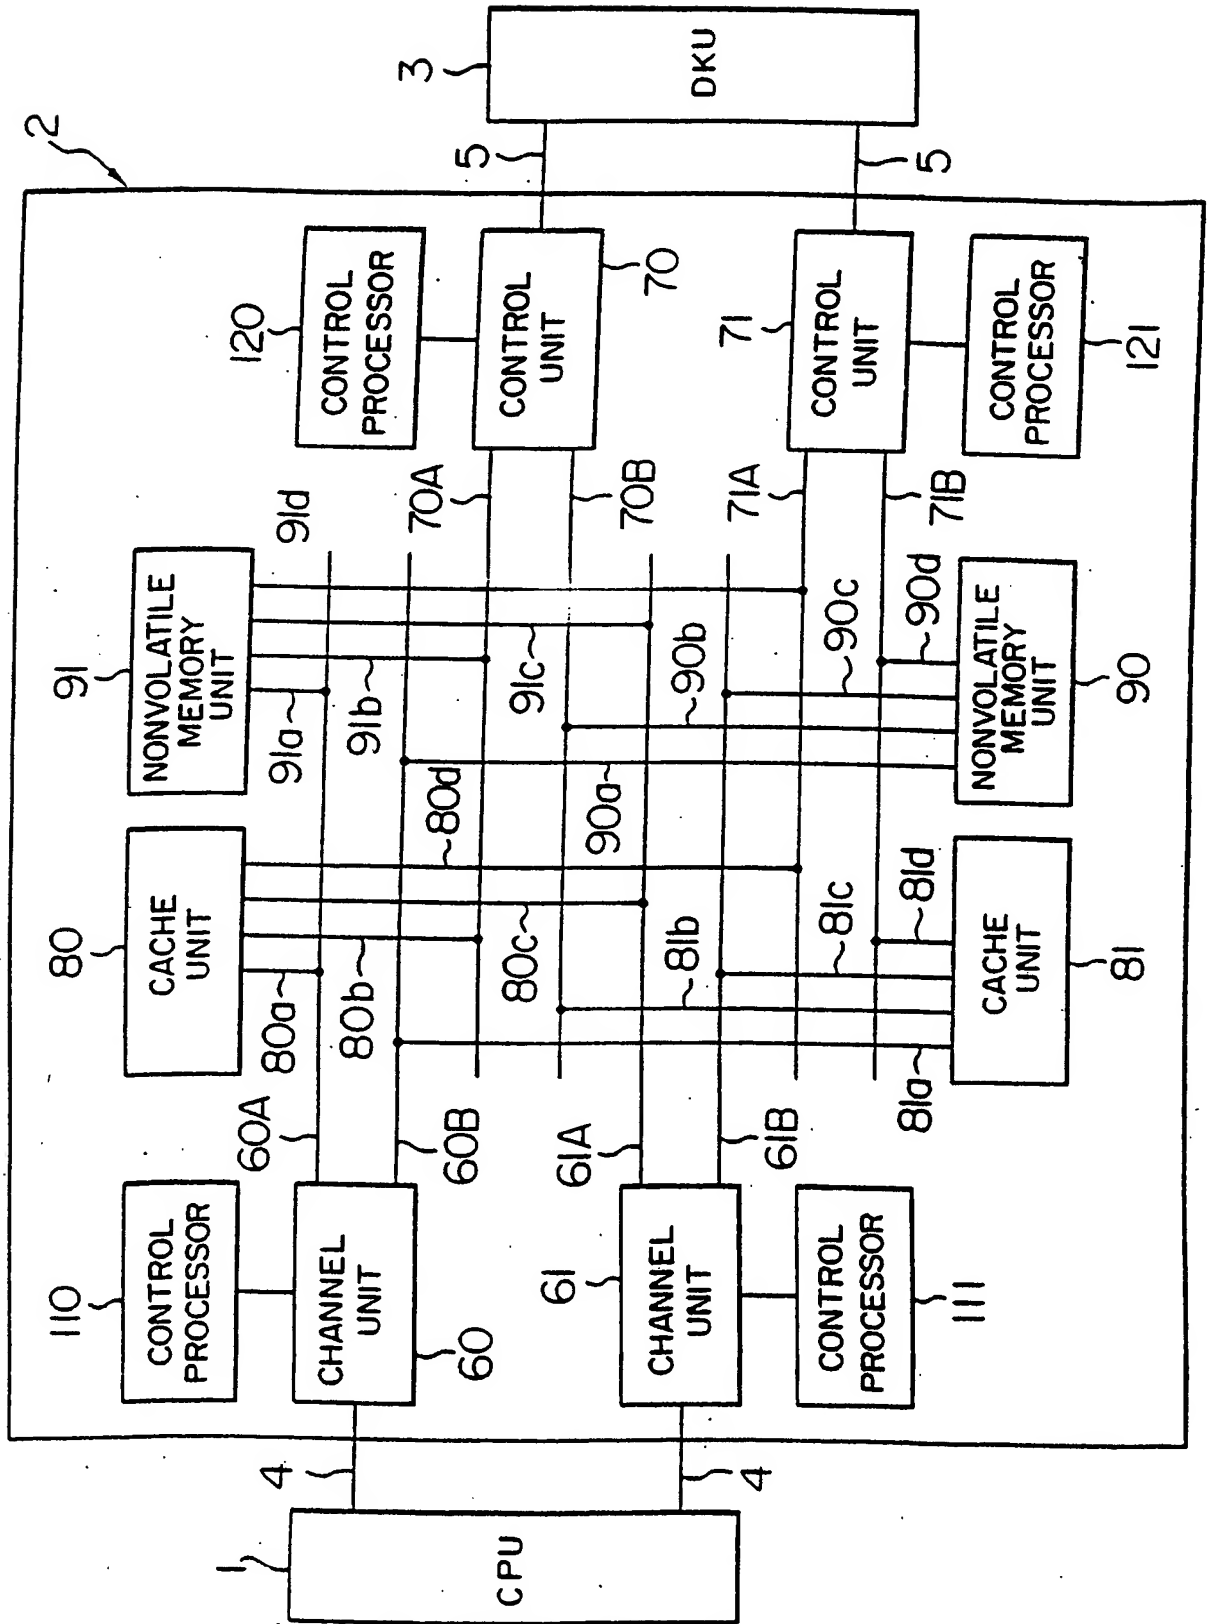 2
120
CONTROL
PROCESSOR
CONTROL
UNIT
70
5
3
DKU
5
71
CONTROL
UNIT
CONTROL
PROCESSOR
121
91
NONVOLATILE
MEMORY
UNIT
91a
91b
91c
91d
70A
70B
71A
71B
80
CACHE
UNIT
80a
80b
80c
80d
90a
90b
90c
90d
NONVOLATILE
MEMORY
UNIT
90
81a
81b
81c
81d
CACHE
UNIT
81
110
CONTROL
PROCESSOR
60A
60B
CHANNEL
UNIT
60
61A
61B
61
CHANNEL
UNIT
CONTROL
PROCESSOR
111
4
4
1
CPU